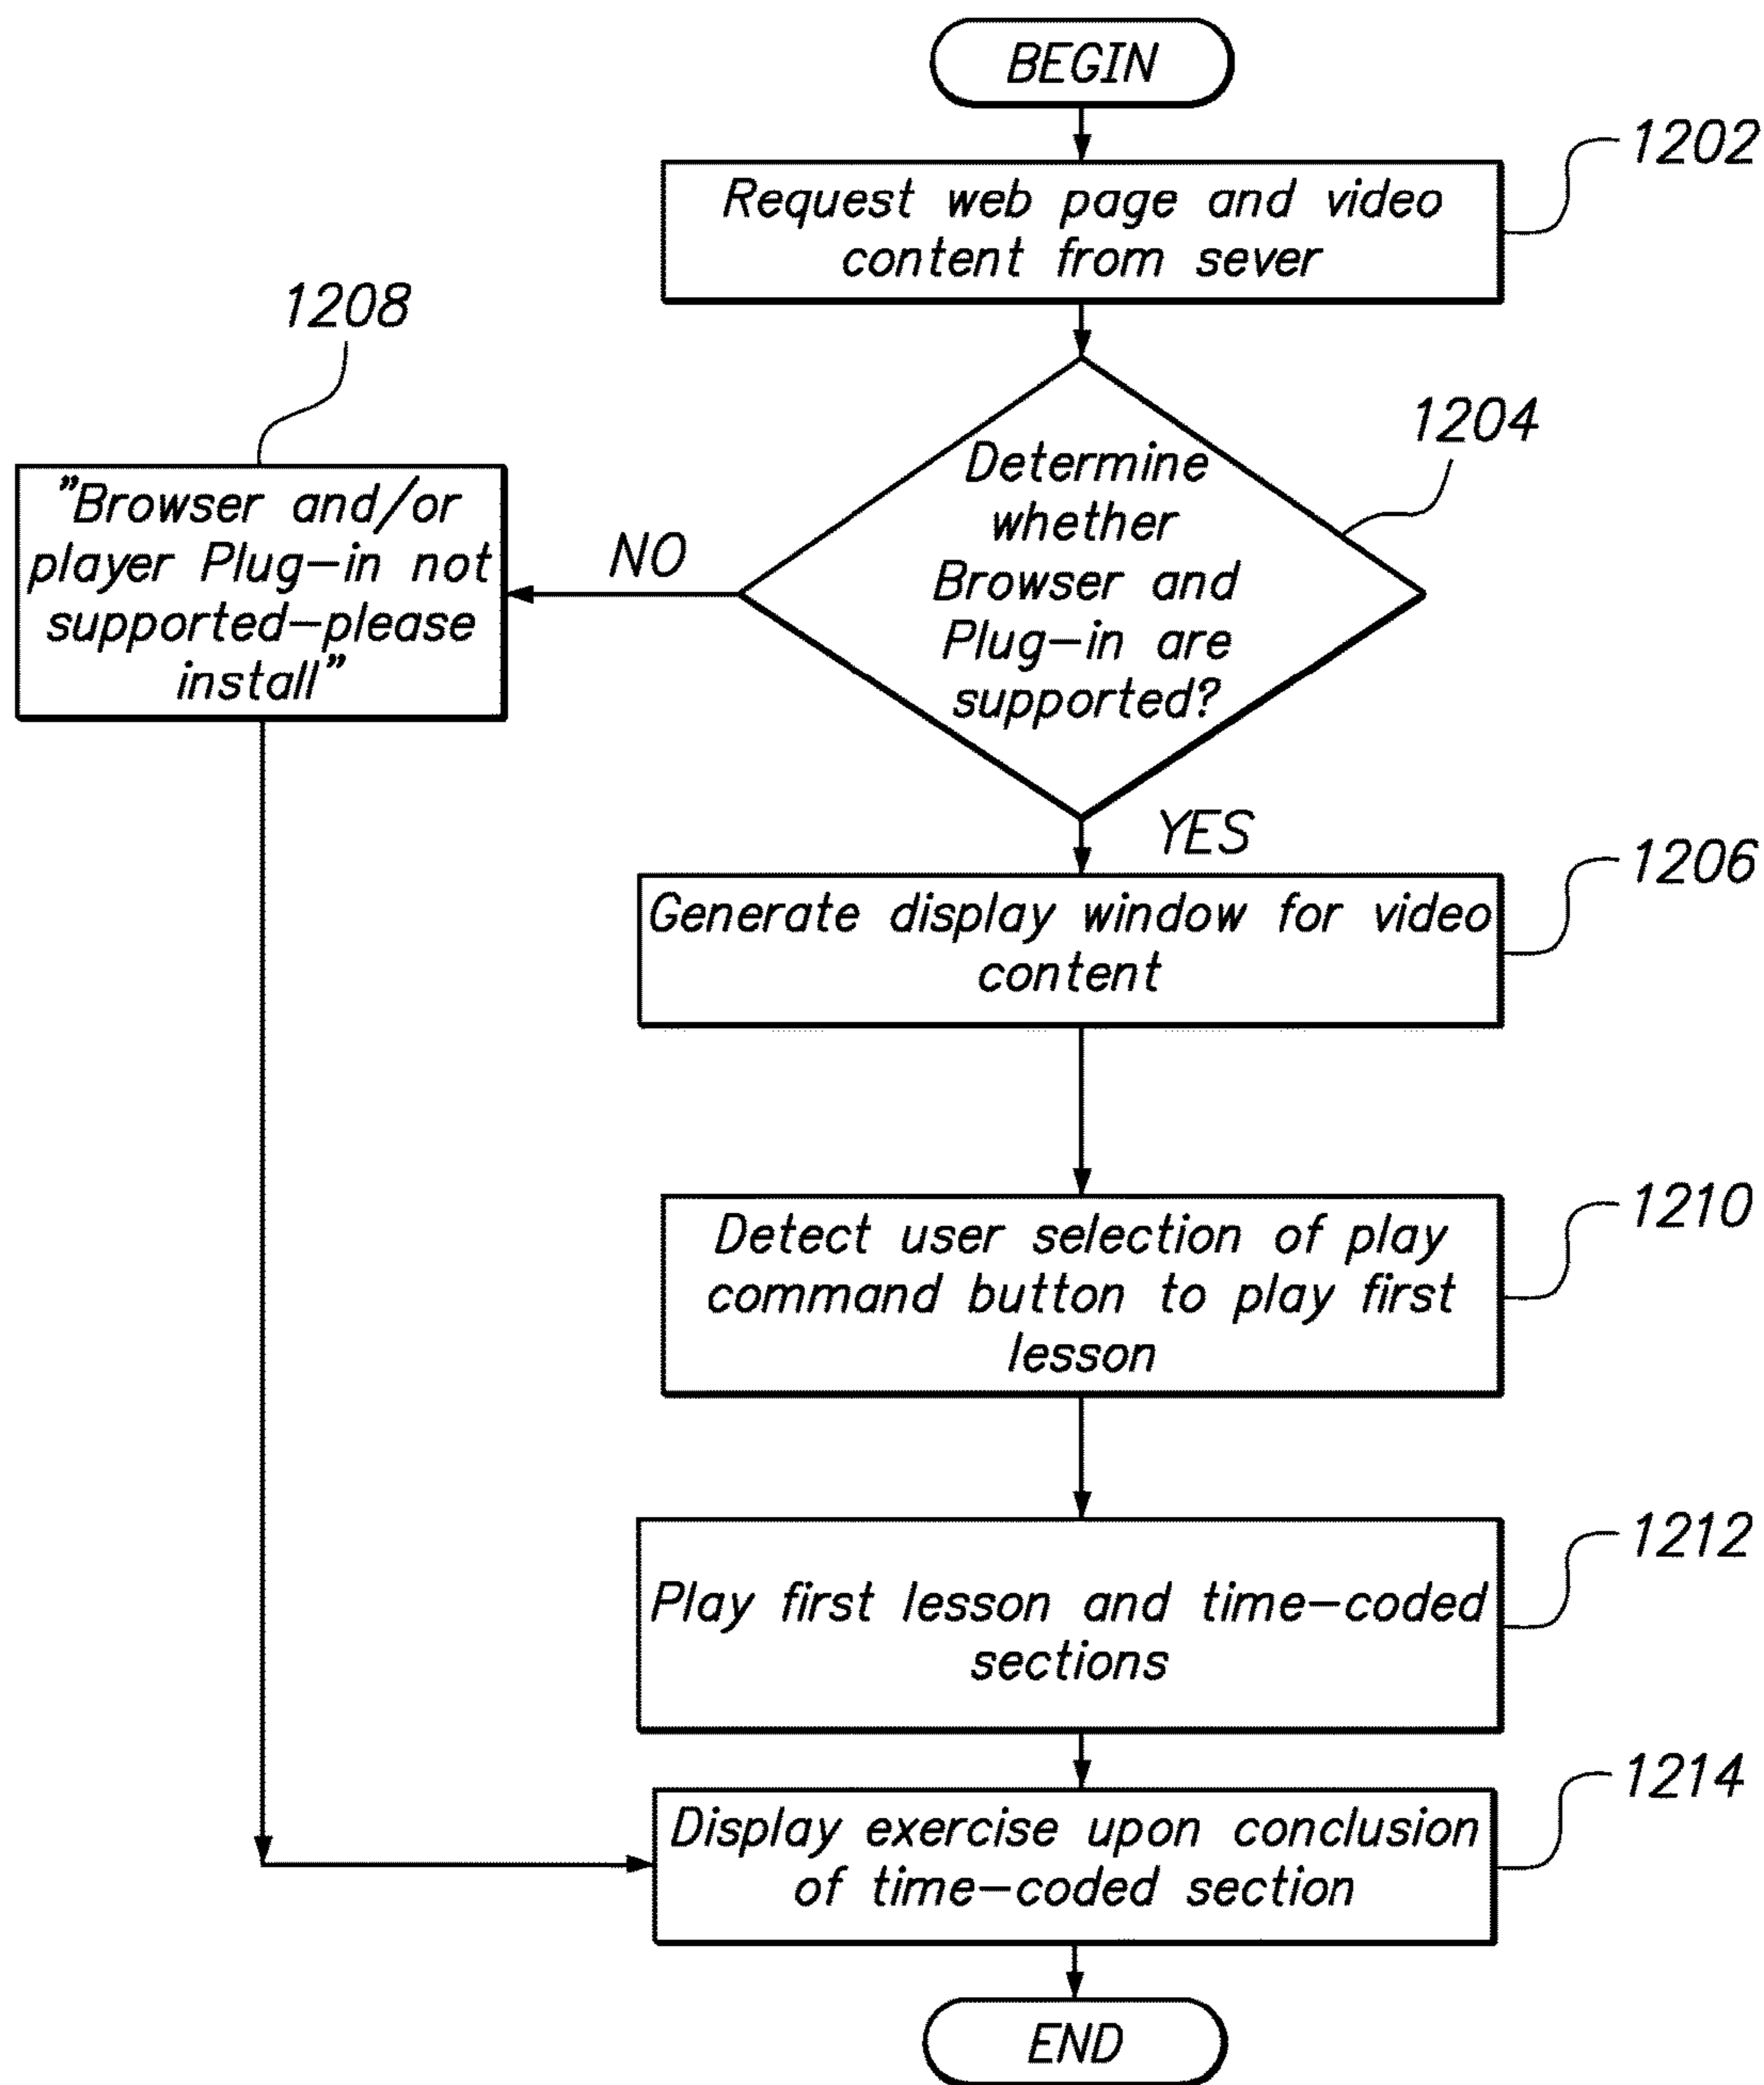 BEGIN
1202
Request web page and video
content from sever
1208
1204
Determine
whether
Browser and
Plug-in are
supported?
"Browser and/or
player Plug-in not
supported-please
install"
NO
YES
1206
Generate display window for video
content
1210
Detect user selection of play
command button to play first
lesson
1212
Play first lesson and time-coded
sections
1214
Display exercise upon conclusion
of time-coded section
END